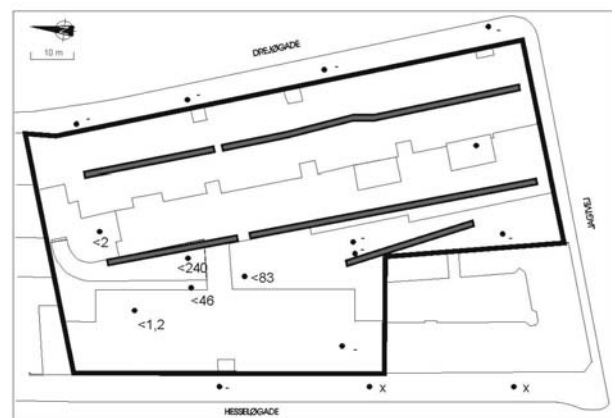 -
DREJØGADE
10 m
-
-
-
JAGTVEJ
<2
-
-
-
<240
<83
<46
<1,2
-
-
X
X
HESSELØGADE